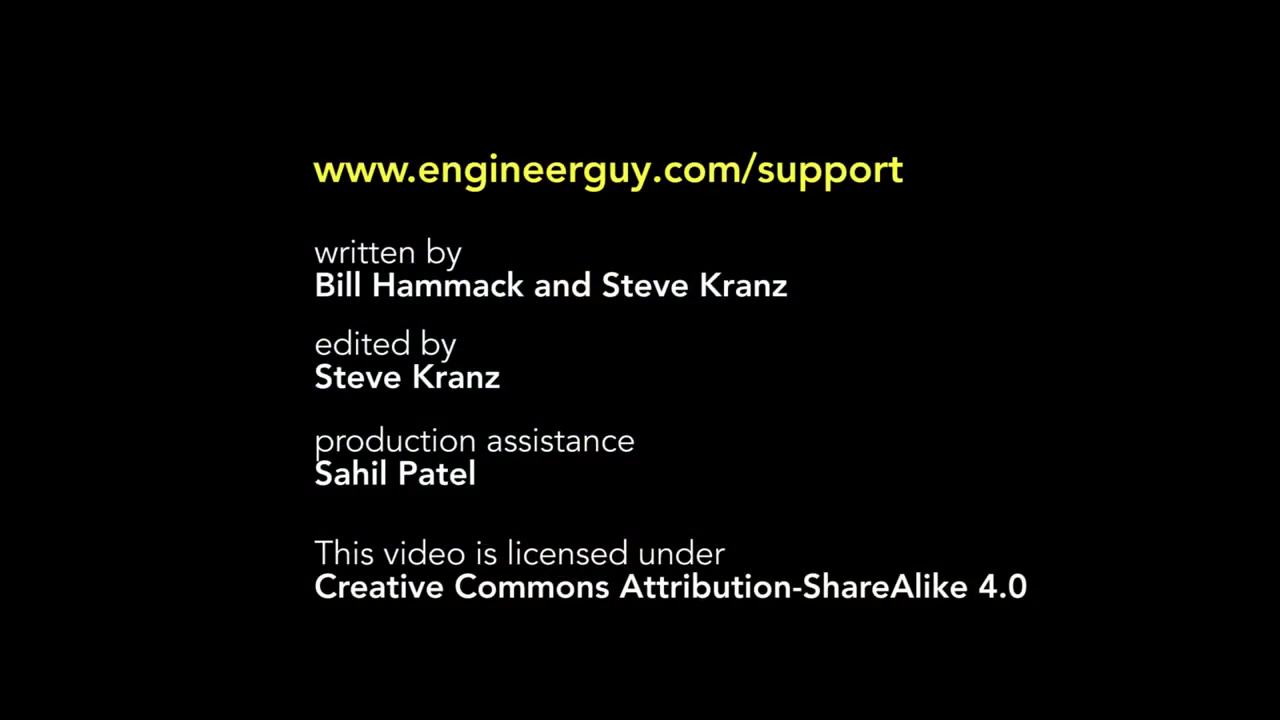 www.engineerguy.com/support
written by
Bill Hammack and Steve Kranz
edited by
Steve Kranz
production assistance
Sahil Patel
This video is licensed under
Creative Commons Attribution-ShareAlike 4.0